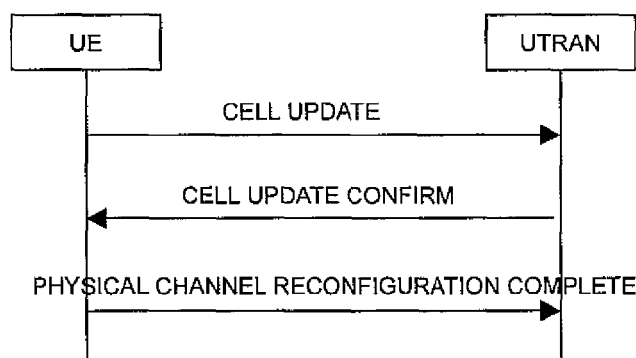 UE
UTRAN
CELL UPDATE
CELL UPDATE CONFIRM
PHYSICAL CHANNEL RECONFIGURATION COMPLETE